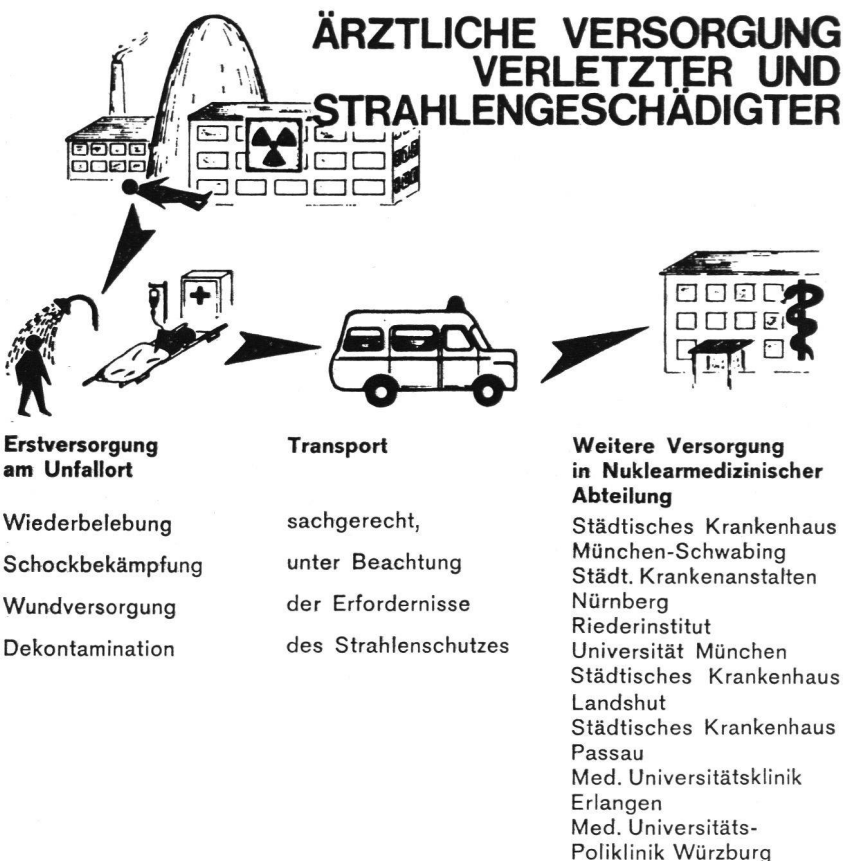 ÄRZTLICHE VERSORGUNG
VERLETZTER UND
STRAHLENGESCHÄDIGTER
Erstversorgung
am Unfallort
Wiederbelebung
Schockbekämpfung
Wundversorgung
Dekontamination
Transport
sachgerecht,
unter Beachtung
der Erfordernisse
des Strahlenschutzes
Weitere Versorgung
in Nuklearmedizinischer
Abteilung
Städtisches Krankenhaus
München-Schwabing
Städt. Krankenanstalten
Nürnberg
Riederinstitut
Universität München
Städtisches Krankenhaus
Landshut
Städtisches Krankenhaus
Passau
Med. Universitätsklinik
Erlangen
Med. Universitäts-
Poliklinik Würzburg